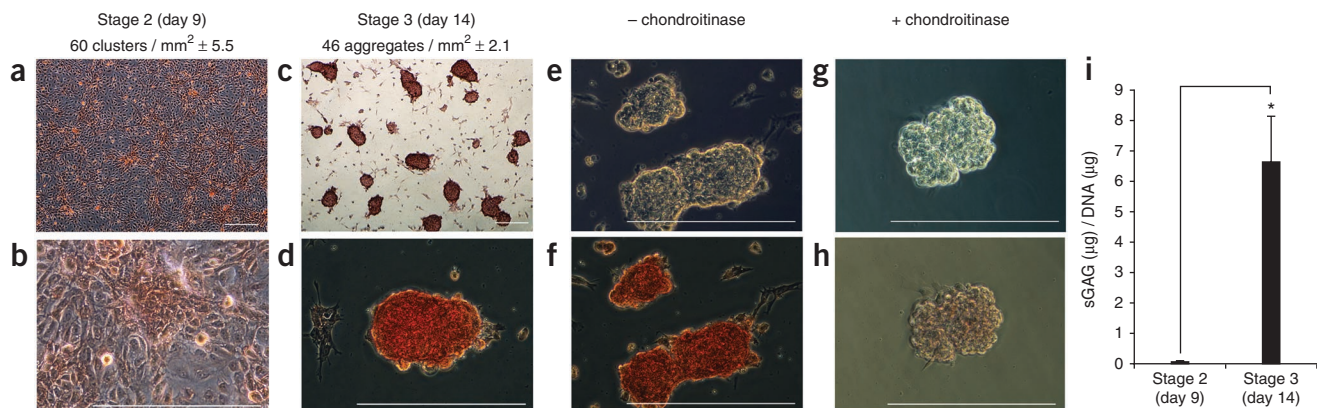 Stage 2 (day 9)
60 clusters / mm² ± 5.5
Stage 3 (day 14)
46 aggregates / mm² ± 2.1
– chondroitinase
+ chondroitinase
a
c
e
g
i
b
d
f
h
sGAG (µg) / DNA (µg)
9
8
7
6
5
4
3
2
1
0
*
Stage 2
(day 9)
Stage 3
(day 14)